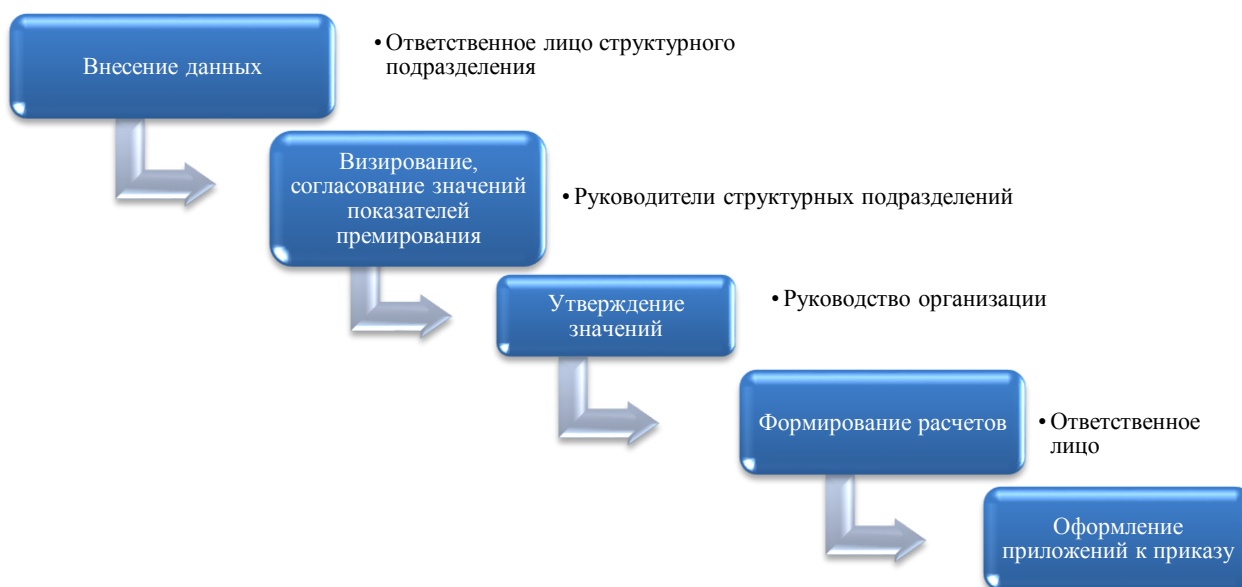 Внесение данных
• Ответственное лицо структурного
подразделения
Визирование,
согласование значений
показателей
премирования
• Руководители структурных подразделений
Утверждение
значений
• Руководство организации
Формирование расчетов
• Ответственное
лицо
Оформление
приложений к приказу